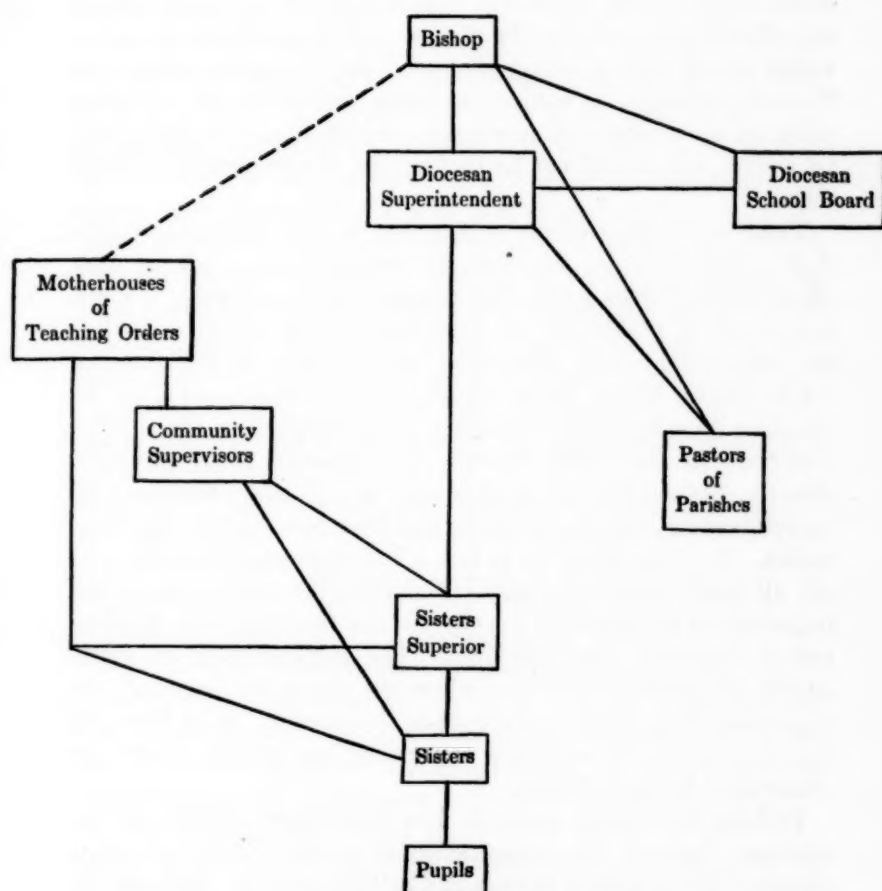 Bishop
Diocesan
Superintendent
Diocesan
School Board
Motherhouses
of
Teaching Orders
Community
Supervisors
Pastors
of
Parishes
Sisters
Superior
Sisters
Pupils